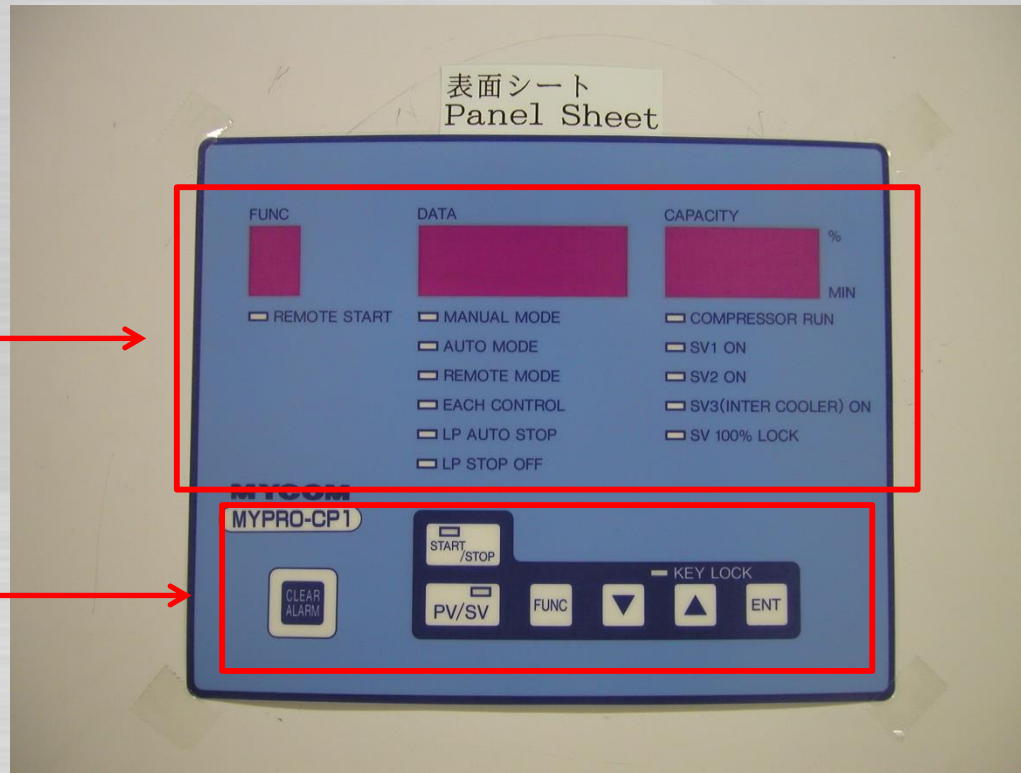 表面シート
Panel Sheet
FUNC
DATA
CAPACITY
%
MIN
REMOTE START
MANUAL MODE
COMPRESSOR RUN
AUTO MODE
SV1 ON
REMOTE MODE
SV2 ON
EACH CONTROL
SV3(INTER COOLER) ON
LP AUTO STOP
SV 100% LOCK
LP STOP OFF
MYCOM
MYPRO-CP1
START/STOP
KEY LOCK
CLEAR
ALARM
PV/SV
FUNC
▼
▲
ENT